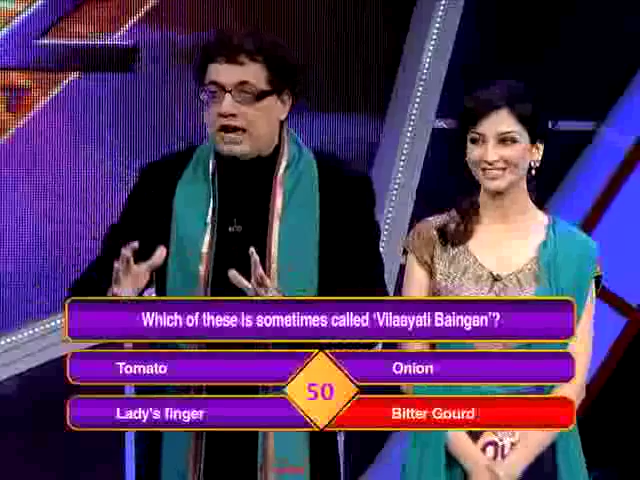 Which of these is sometimes called 'Vilaayati Baingan'?
Tomato
Onion
50
Lady's finger
Bitter Gourd